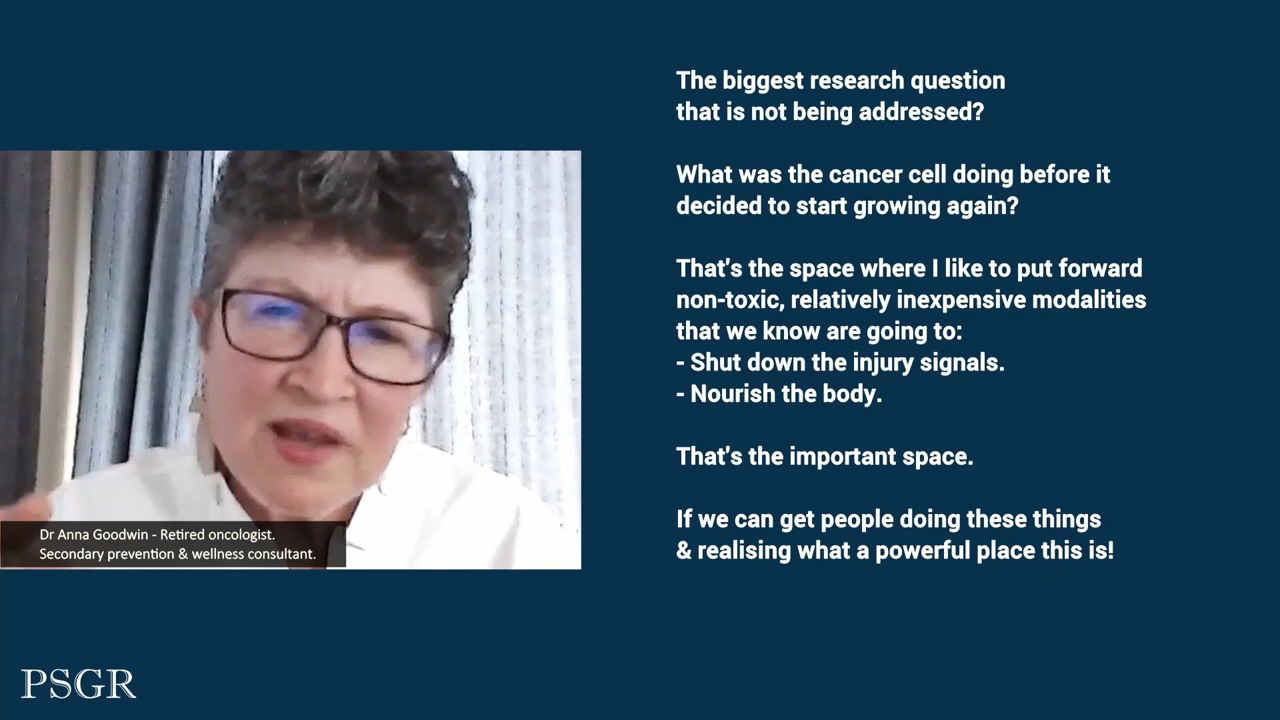 The biggest research question
that is not being addressed?
What was the cancer cell doing before it
decided to start growing again?
That's the space where I like to put forward
non-toxic, relatively inexpensive modalities
that we know are going to:
- Shut down the injury signals.
- Nourish the body.
That's the important space.
If we can get people doing these things
& realising what a powerful place this is!
Dr Anna Goodwin - Retired oncologist.
Secondary prevention & wellness consultant.
PSGR